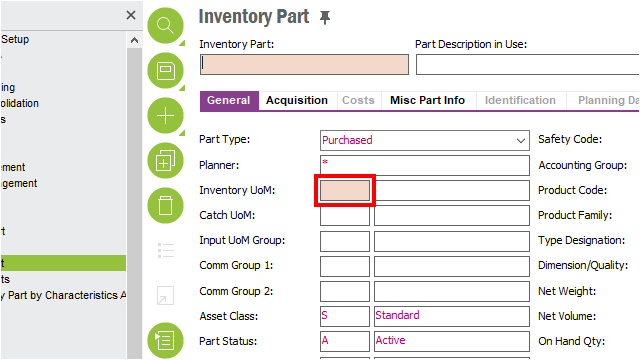 Inventory Part
Inventory Part:
Part Description in Use:
General Acquisition Costs Misc Part Info Identification Planning Da
Part Type: Purchased Safety Code:
Planner: * Accounting Group:
Inventory UoM: Product Code:
Catch UoM: Product Family:
Input UoM Group: Type Designation:
Comm Group 1: Dimension/Quality:
Comm Group 2: Net Weight:
Asset Class: S Standard Net Volume:
Part Status: A Active On Hand Qty:
Setup
ing
olidation
s
ement
agement
t
t
ts
y Part by Characteristics A